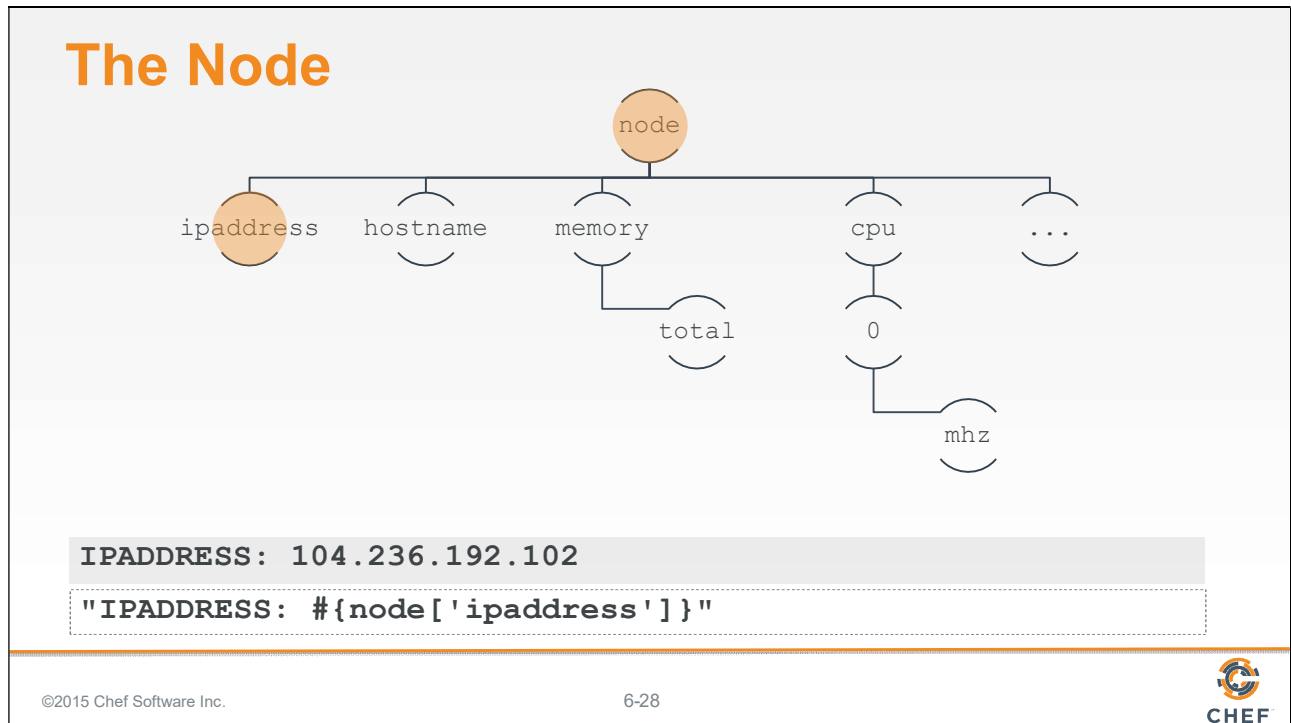 The Node
node
ipaddress hostname memory cpu ...
total 0
mhz
IPADDRESS: 104.236.192.102
"IPADDRESS: #{node['ipaddress']}"
©2015 Chef Software Inc. 6-28
CHEF